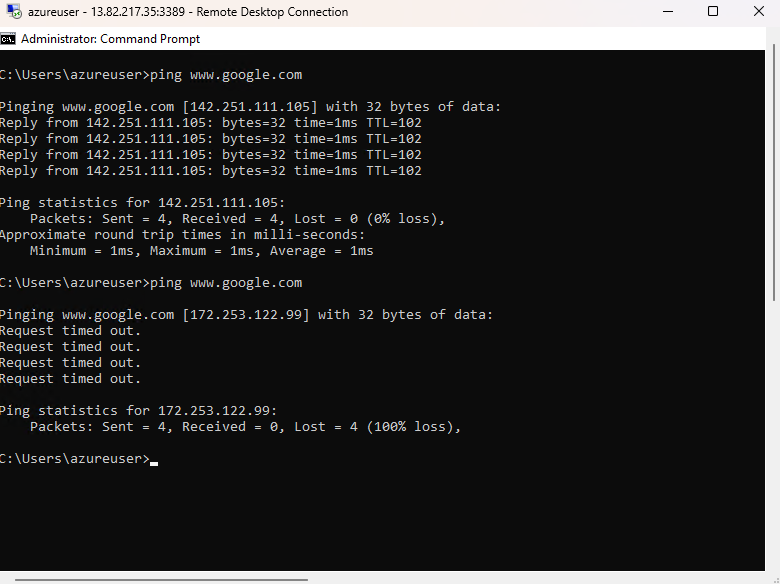 azureuser - 13.82.217.35:3389 - Remote Desktop Connection
Administrator: Command Prompt
C:\Users\azureuser>ping www.google.com
Pinging www.google.com [142.251.111.105] with 32 bytes of data:
Reply from 142.251.111.105: bytes=32 time=1ms TTL=102
Reply from 142.251.111.105: bytes=32 time=1ms TTL=102
Reply from 142.251.111.105: bytes=32 time=1ms TTL=102
Reply from 142.251.111.105: bytes=32 time=1ms TTL=102
Ping statistics for 142.251.111.105:
Packets: Sent = 4, Received = 4, Lost = 0 (0% loss),
Approximate round trip times in milli-seconds:
Minimum = 1ms, Maximum = 1ms, Average = 1ms
C:\Users\azureuser>ping www.google.com
Pinging www.google.com [172.253.122.99] with 32 bytes of data:
Request timed out.
Request timed out.
Request timed out.
Request timed out.
Ping statistics for 172.253.122.99:
Packets: Sent = 4, Received = 0, Lost = 4 (100% loss),
C:\Users\azureuser>